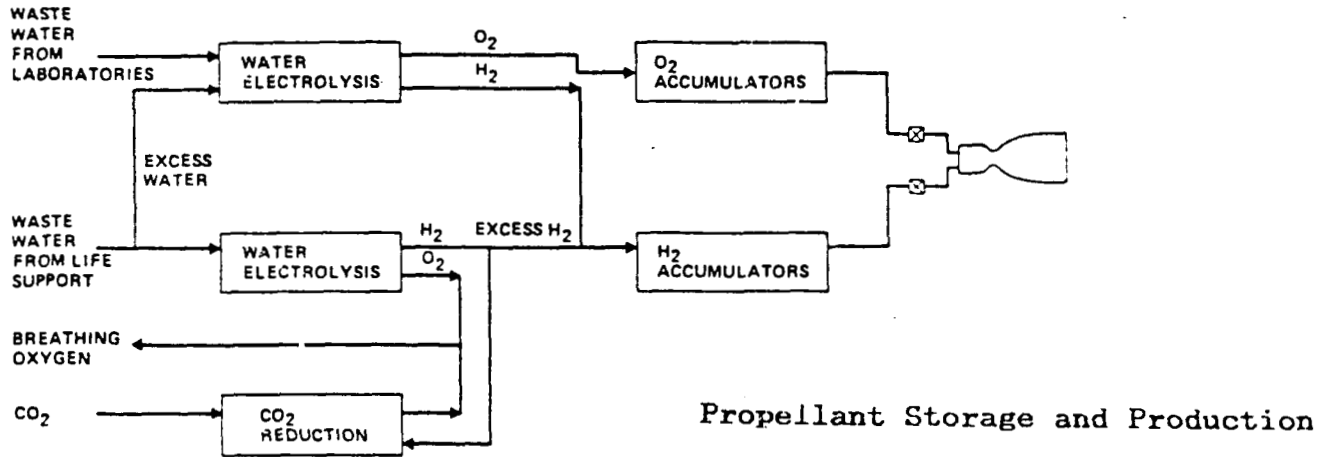 WASTE
WATER
FROM
LABORATORIES
WATER
ELECTROLYSIS
O2
H2
O2
ACCUMULATORS
EXCESS
WATER
WASTE
WATER
FROM LIFE
SUPPORT
WATER
ELECTROLYSIS
H2
O2
EXCESS H2
H2
ACCUMULATORS
BREATHING
OXYGEN
CO2
CO2
REDUCTION
Propellant Storage and Production